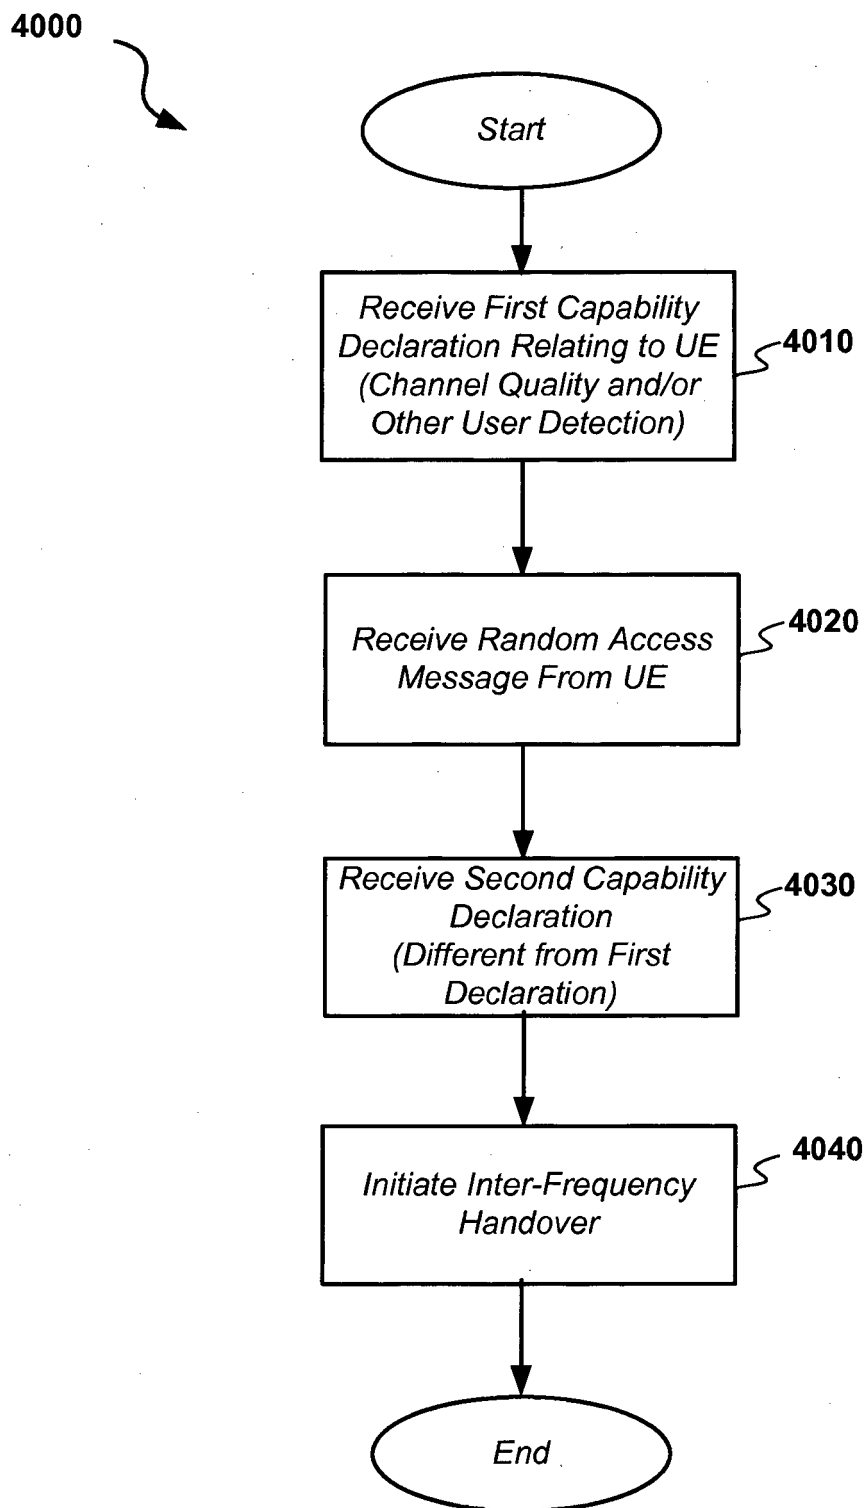 4000
Start
Receive First Capability
Declaration Relating to UE
(Channel Quality and/or
Other User Detection)
4010
Receive Random Access
Message From UE
4020
Receive Second Capability
Declaration
(Different from First
Declaration)
4030
Initiate Inter-Frequency
Handover
4040
End